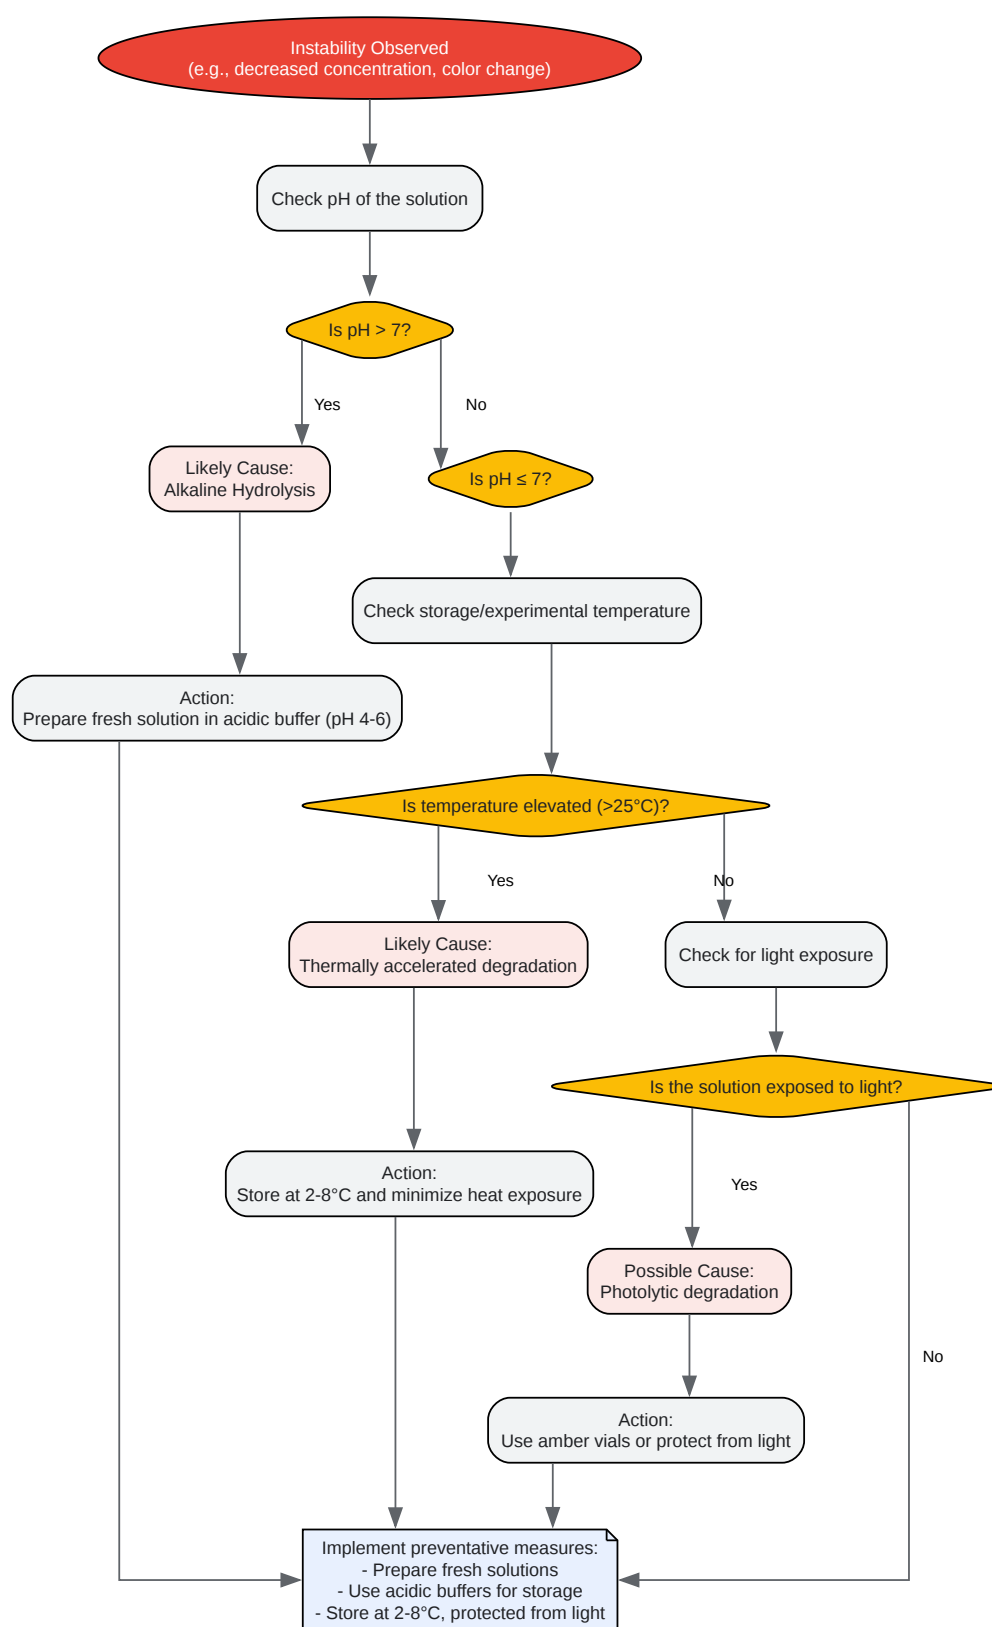 Instability Observed
(e.g., decreased concentration, color change)
Check pH of the solution
Is pH > 7?
Yes
No
Likely Cause:
Alkaline Hydrolysis
Is pH ≤ 7?
Check storage/experimental temperature
Action:
Prepare fresh solution in acidic buffer (pH 4-6)
Is temperature elevated (>25°C)?
Yes
No
Likely Cause:
Thermally accelerated degradation
Check for light exposure
Is the solution exposed to light?
Action:
Store at 2-8°C and minimize heat exposure
Yes
Possible Cause:
Photolytic degradation
No
Action:
Use amber vials or protect from light
Implement preventative measures:
- Prepare fresh solutions
- Use acidic buffers for storage
- Store at 2-8°C, protected from light